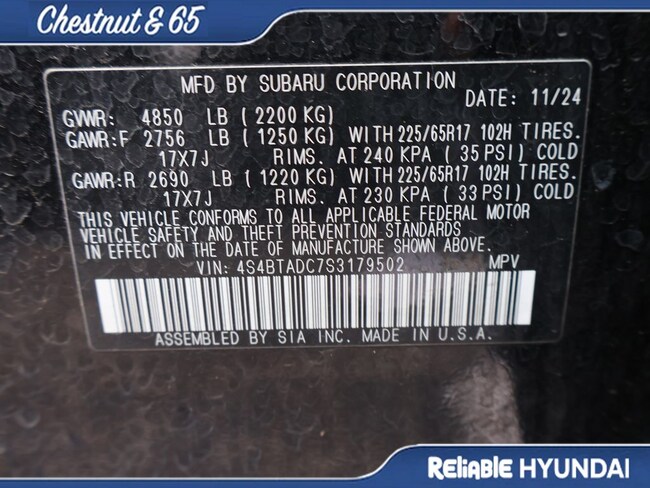 Chestnut & 65
MFD BY SUBARU CORPORATION
DATE: 11/24
GVWR: 4850 LB (2200 KG)
GAWR:F 2756 LB (1250 KG) WITH 225/65R17 102H TIRES.
17X7J RIMS. AT 240 KPA (35 PSI) COLD
GAWR:R 2690 LB (1220 KG) WITH 225/65R17 102H TIRES.
17X7J RIMS. AT 230 KPA (33 PSI) COLD
THIS VEHICLE CONFORMS TO ALL APPLICABLE FEDERAL MOTOR
VEHICLE SAFETY AND THEFT PREVENTION STANDARDS
IN EFFECT ON THE DATE OF MANUFACTURE SHOWN ABOVE.
VIN: 4S4BTADC7S3179502 MPV
ASSEMBLED BY SIA INC. MADE IN U.S.A.
Reliable HYUNDAI